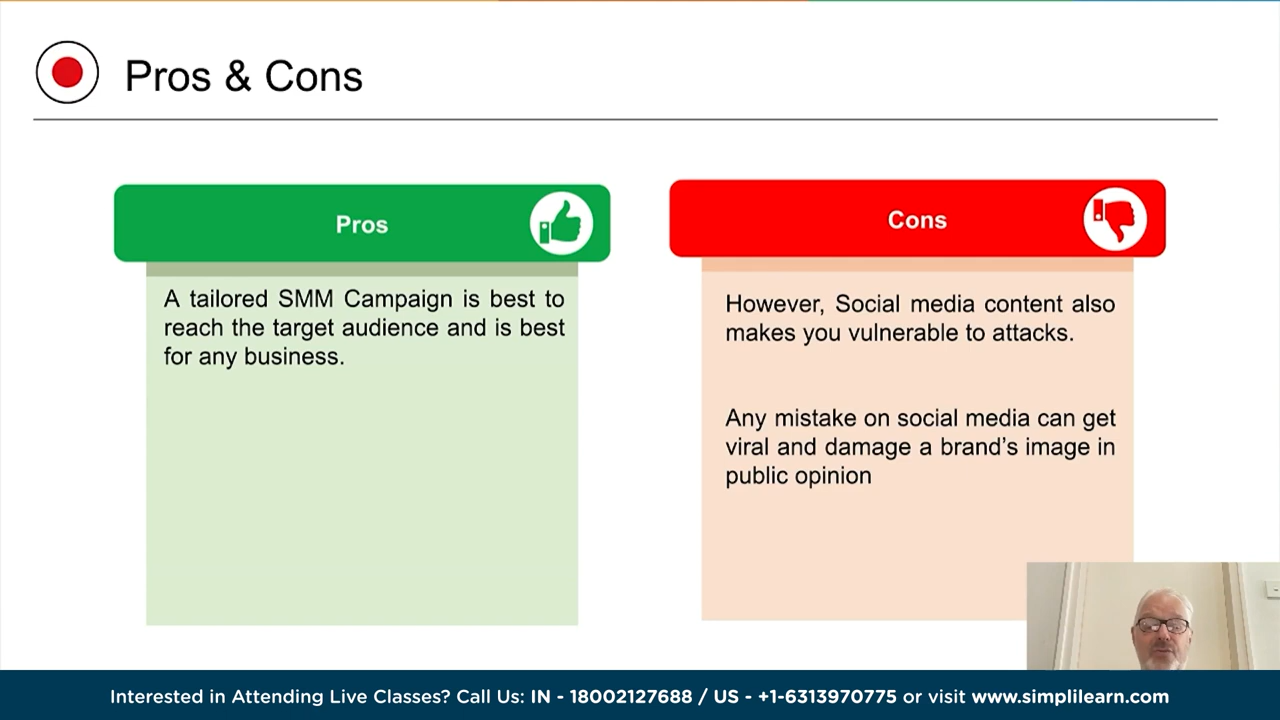 Pros & Cons
Pros
A tailored SMM Campaign is best to
reach the target audience and is best
for any business.
Cons
However, Social media content also
makes you vulnerable to attacks.
Any mistake on social media can get
viral and damage a brand's image in
public opinion
Interested in Attending Live Classes? Call Us: IN - 18002127688 / US - +1-6313970775 or visit www.simplilearn.com